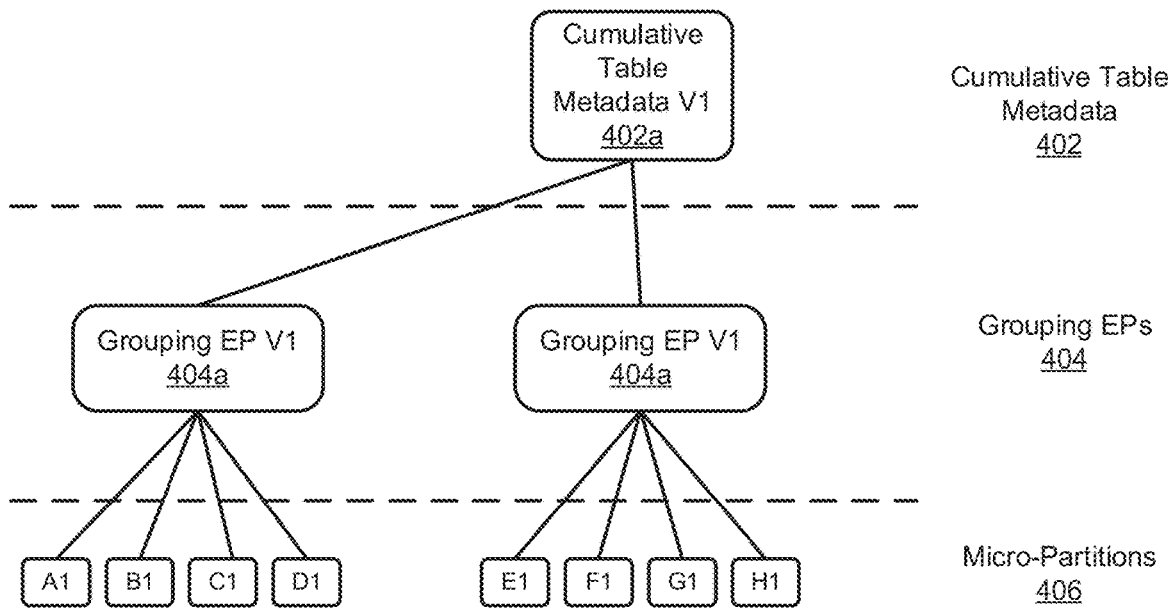 Cumulative
Table
Metadata V1
402a
Cumulative Table
Metadata
402
Grouping EP V1
404a
Grouping EP V1
404a
Grouping EPs
404
A1
B1
C1
D1
E1
F1
G1
H1
Micro-Partitions
406